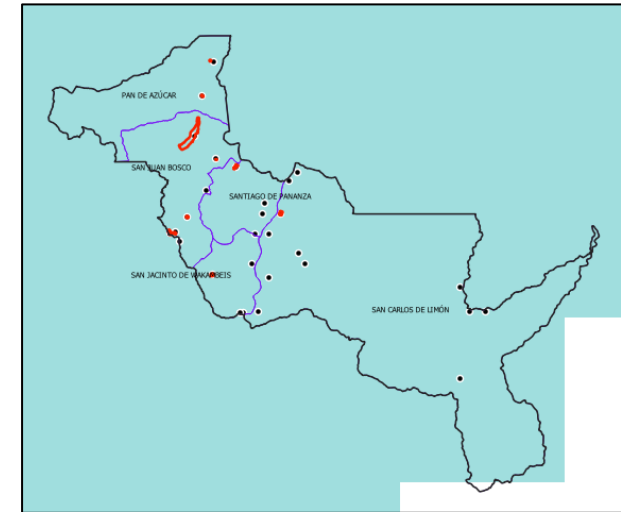 PAN DE AZÚCAR
SAN JUAN BOSCO
SANTIAGO DE PANANZA
SAN JACINTO DE WAKAMBEIS
SAN CARLOS DE LIMÓN